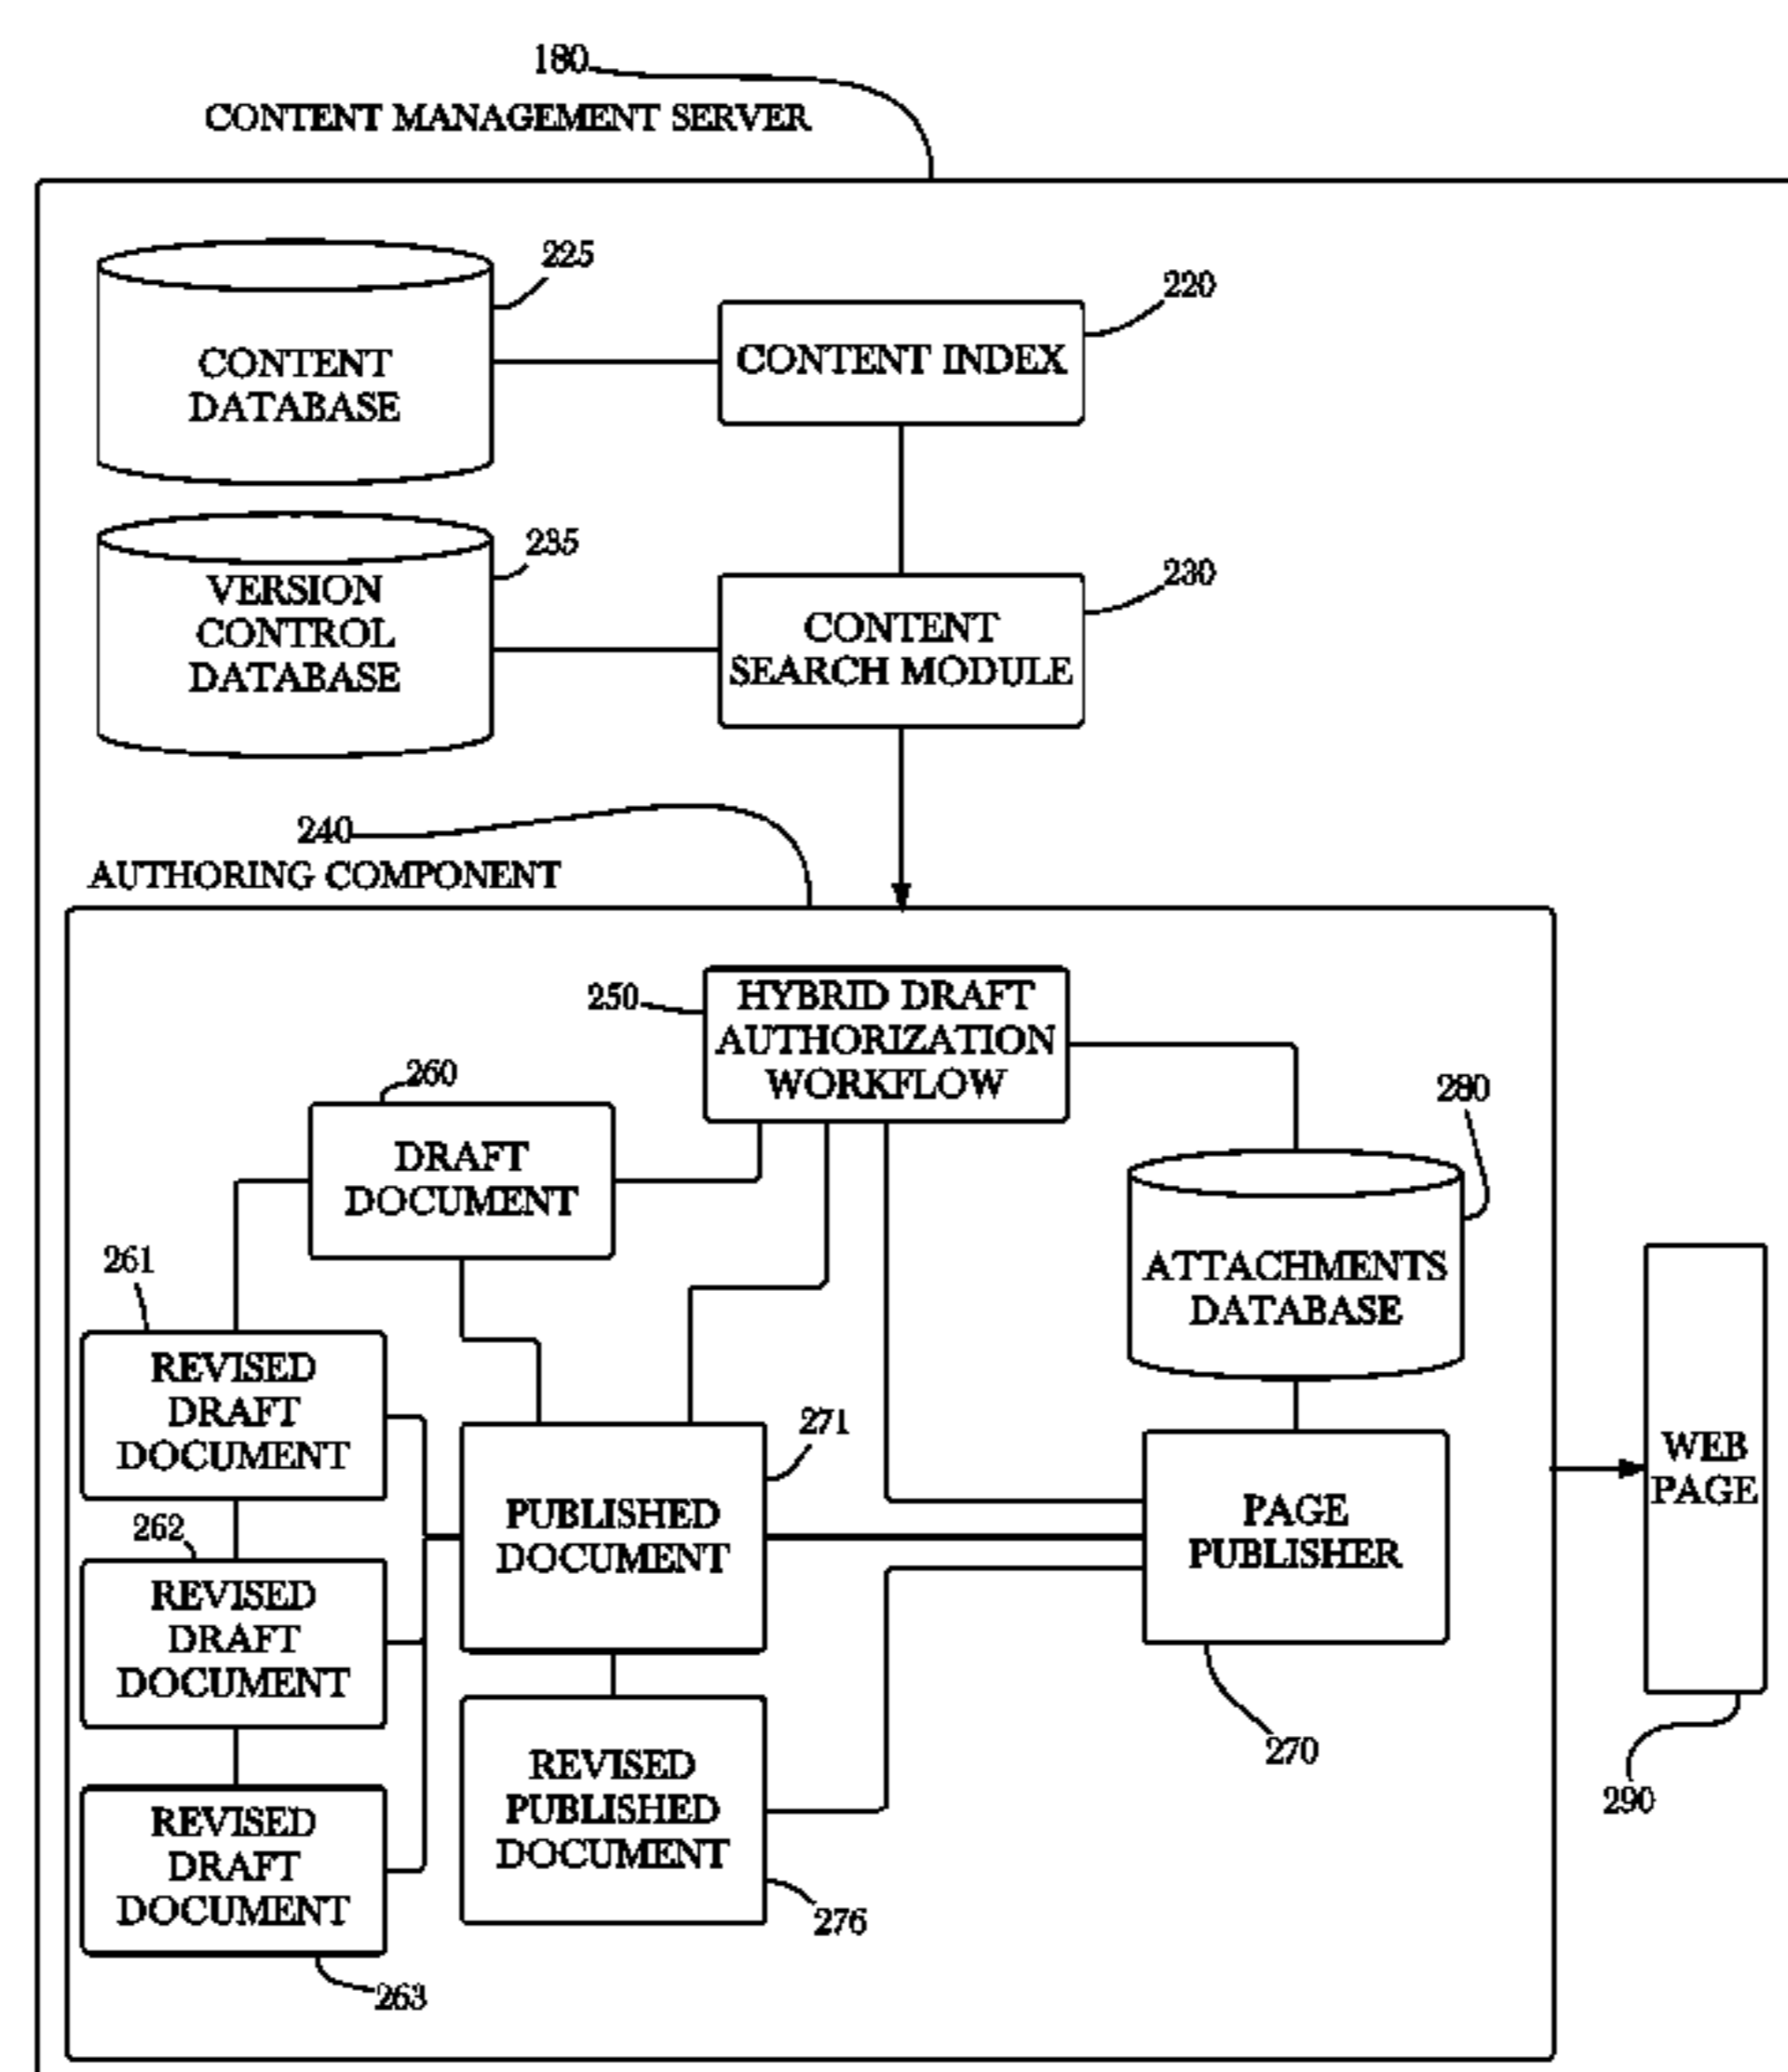 180
CONTENT MANAGEMENT SERVER
225
CONTENT
DATABASE
220
CONTENT INDEX
235
VERSION
CONTROL
DATABASE
230
CONTENT
SEARCH MODULE
240
AUTHORING COMPONENT
250
HYBRID DRAFT
AUTHORIZATION
WORKFLOW
260
DRAFT
DOCUMENT
280
ATTACHMENTS
DATABASE
261
REVISED
DRAFT
DOCUMENT
271
PUBLISHED
DOCUMENT
PAGE
PUBLISHER
270
WEB
PAGE
290
262
REVISED
DRAFT
DOCUMENT
REVISED
PUBLISHED
DOCUMENT
276
REVISED
DRAFT
DOCUMENT
263